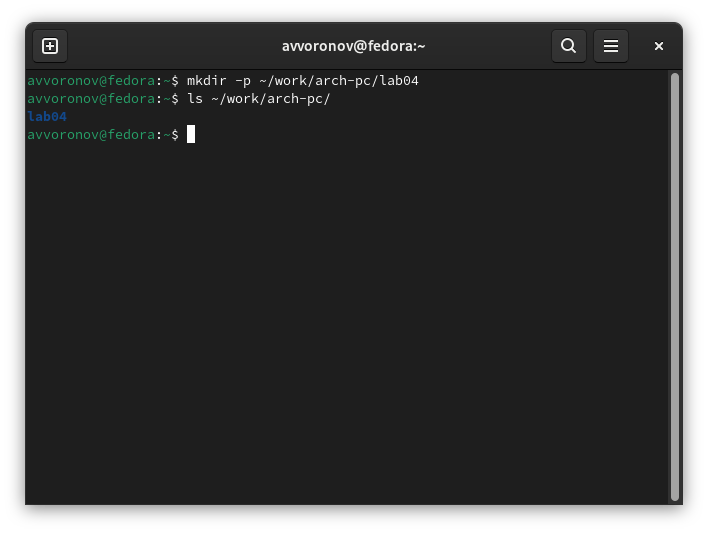 avvoronov@fedora:~
avvoronov@fedora:~$ mkdir -p ~/work/arch-pc/lab04
avvoronov@fedora:~$ ls ~/work/arch-pc/
lab04
avvoronov@fedora:~$